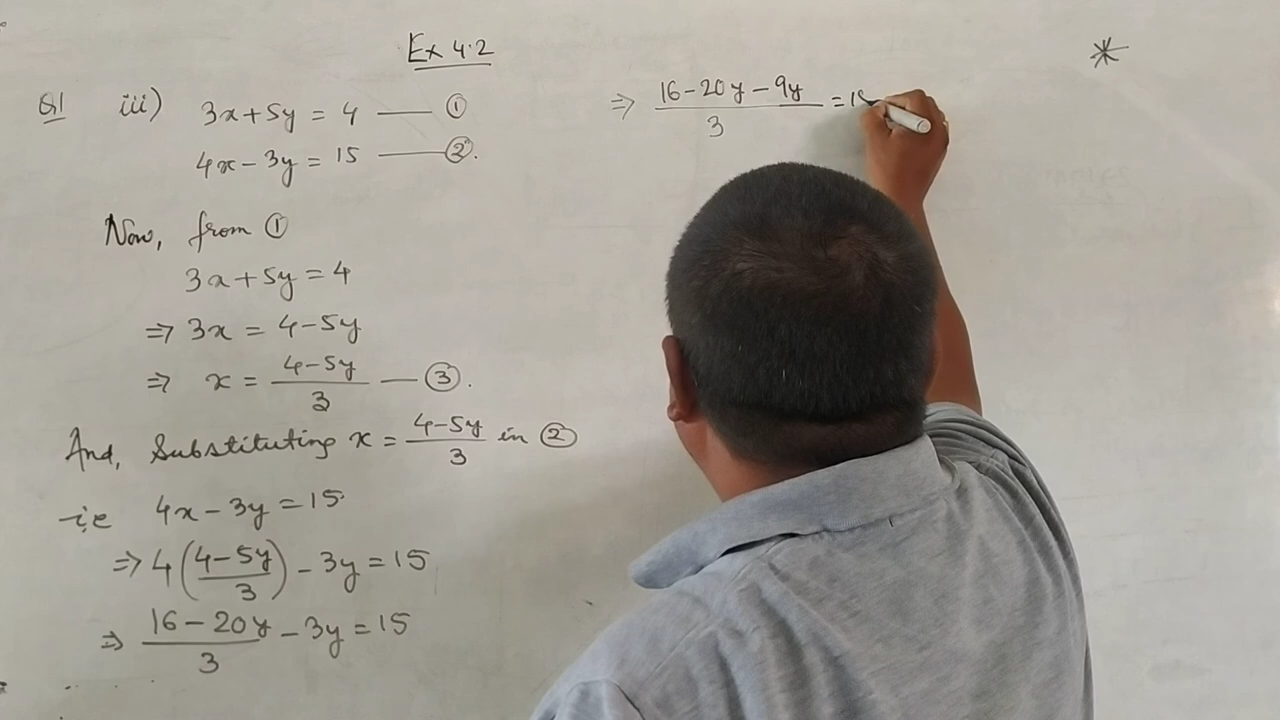 Ex 4.2
Q1 iii) 3x + 5y = 4 —— ①
4x - 3y = 15 —— ②.
Now, from ①
3x + 5y = 4
⇒ 3x = 4 - 5y
⇒ x = (4-5y)/3 — ③.
And, Substituting x = (4-5y)/3 in ②
i,e 4x - 3y = 15
⇒ 4((4-5y)/3) - 3y = 15
⇒ (16 - 20y)/3 - 3y = 15
⇒ (16 - 20y - 9y)/3 =
*